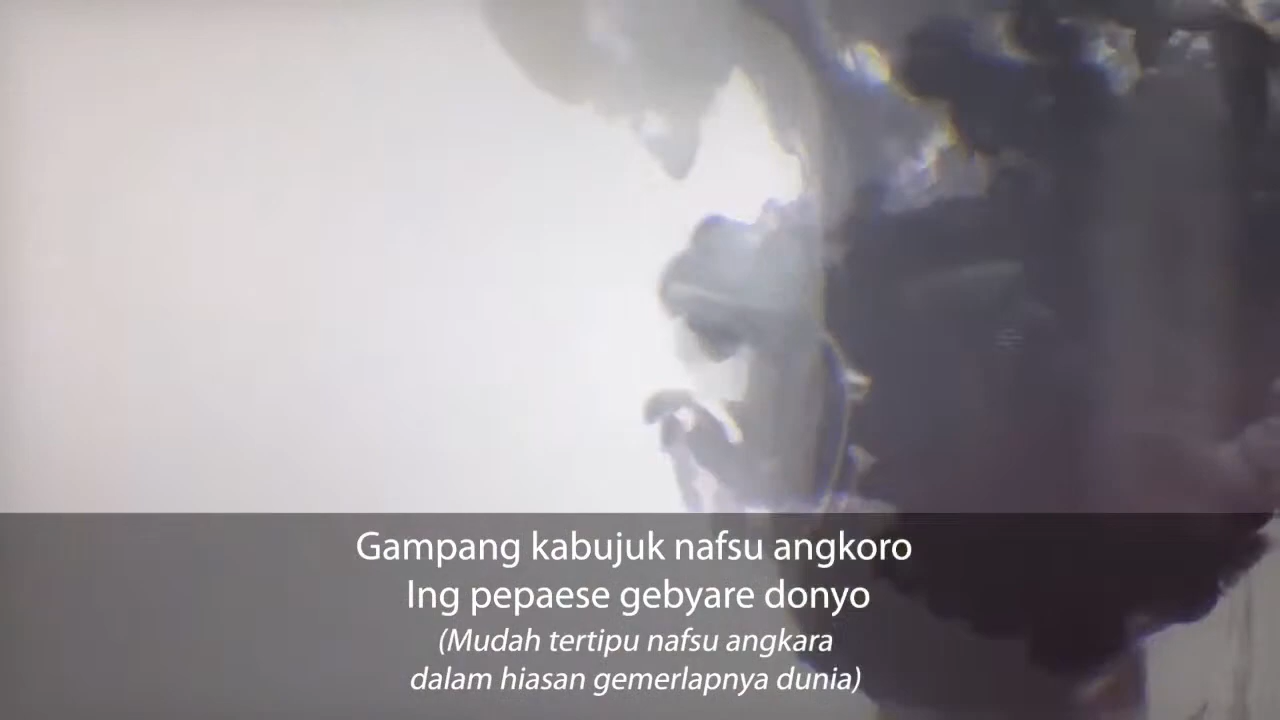 Gampang kabujuk nafsu angkoro
Ing pepaese gebyare donyo
(Mudah tertipu nafsu angkara
dalam hiasan gemerlapnya dunia)